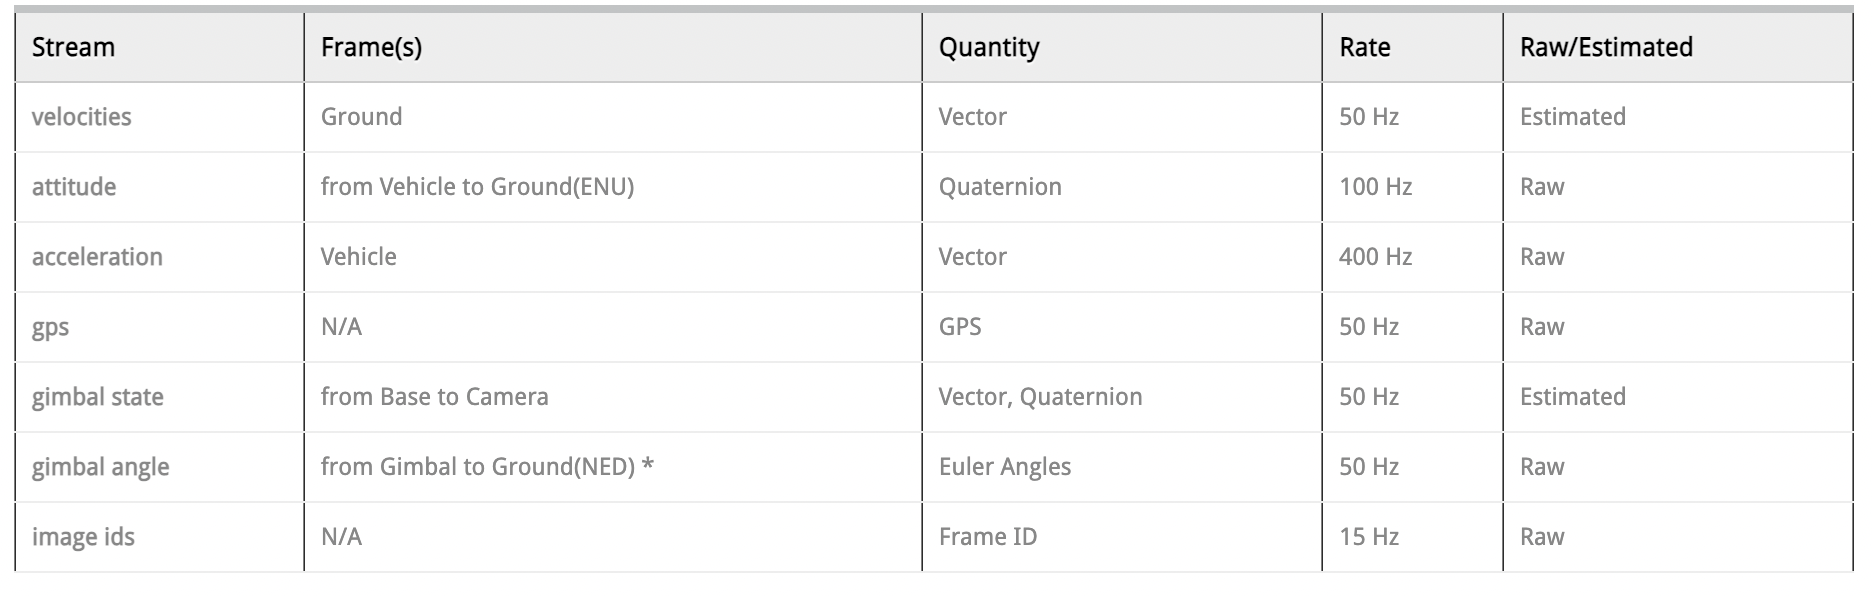 Stream Frame(s) Quantity Rate Raw/Estimated
velocities Ground Vector 50 Hz Estimated
attitude from Vehicle to Ground(ENU) Quaternion 100 Hz Raw
acceleration Vehicle Vector 400 Hz Raw
gps N/A GPS 50 Hz Raw
gimbal state from Base to Camera Vector, Quaternion 50 Hz Estimated
gimbal angle from Gimbal to Ground(NED) * Euler Angles 50 Hz Raw
image ids N/A Frame ID 15 Hz Raw